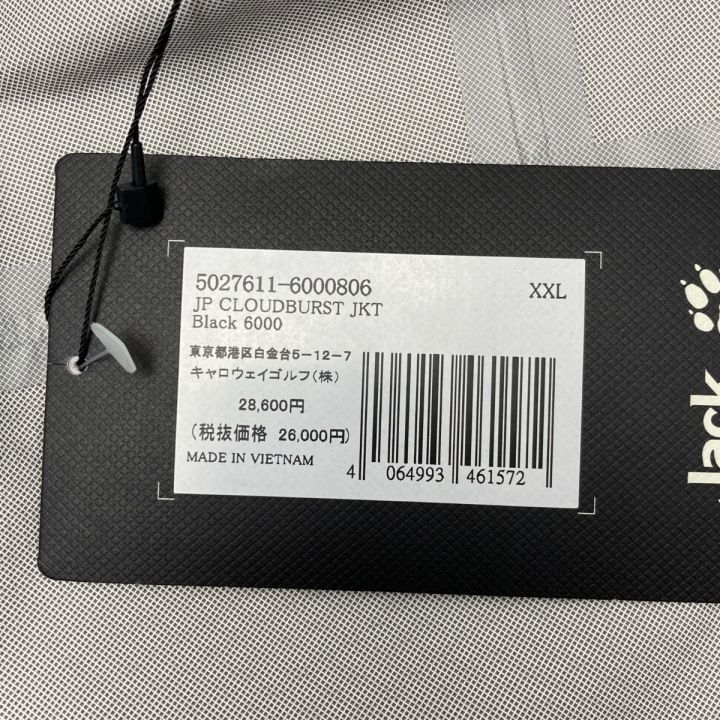 5027611-6000806
XXL
JP CLOUDBURST JKT
Black 6000
東京都港区白金台5-12-7
キャロウェイゴルフ(株)
28,600円
(税抜価格 26,000円)
MADE IN VIETNAM
4 064993 461572
Jack